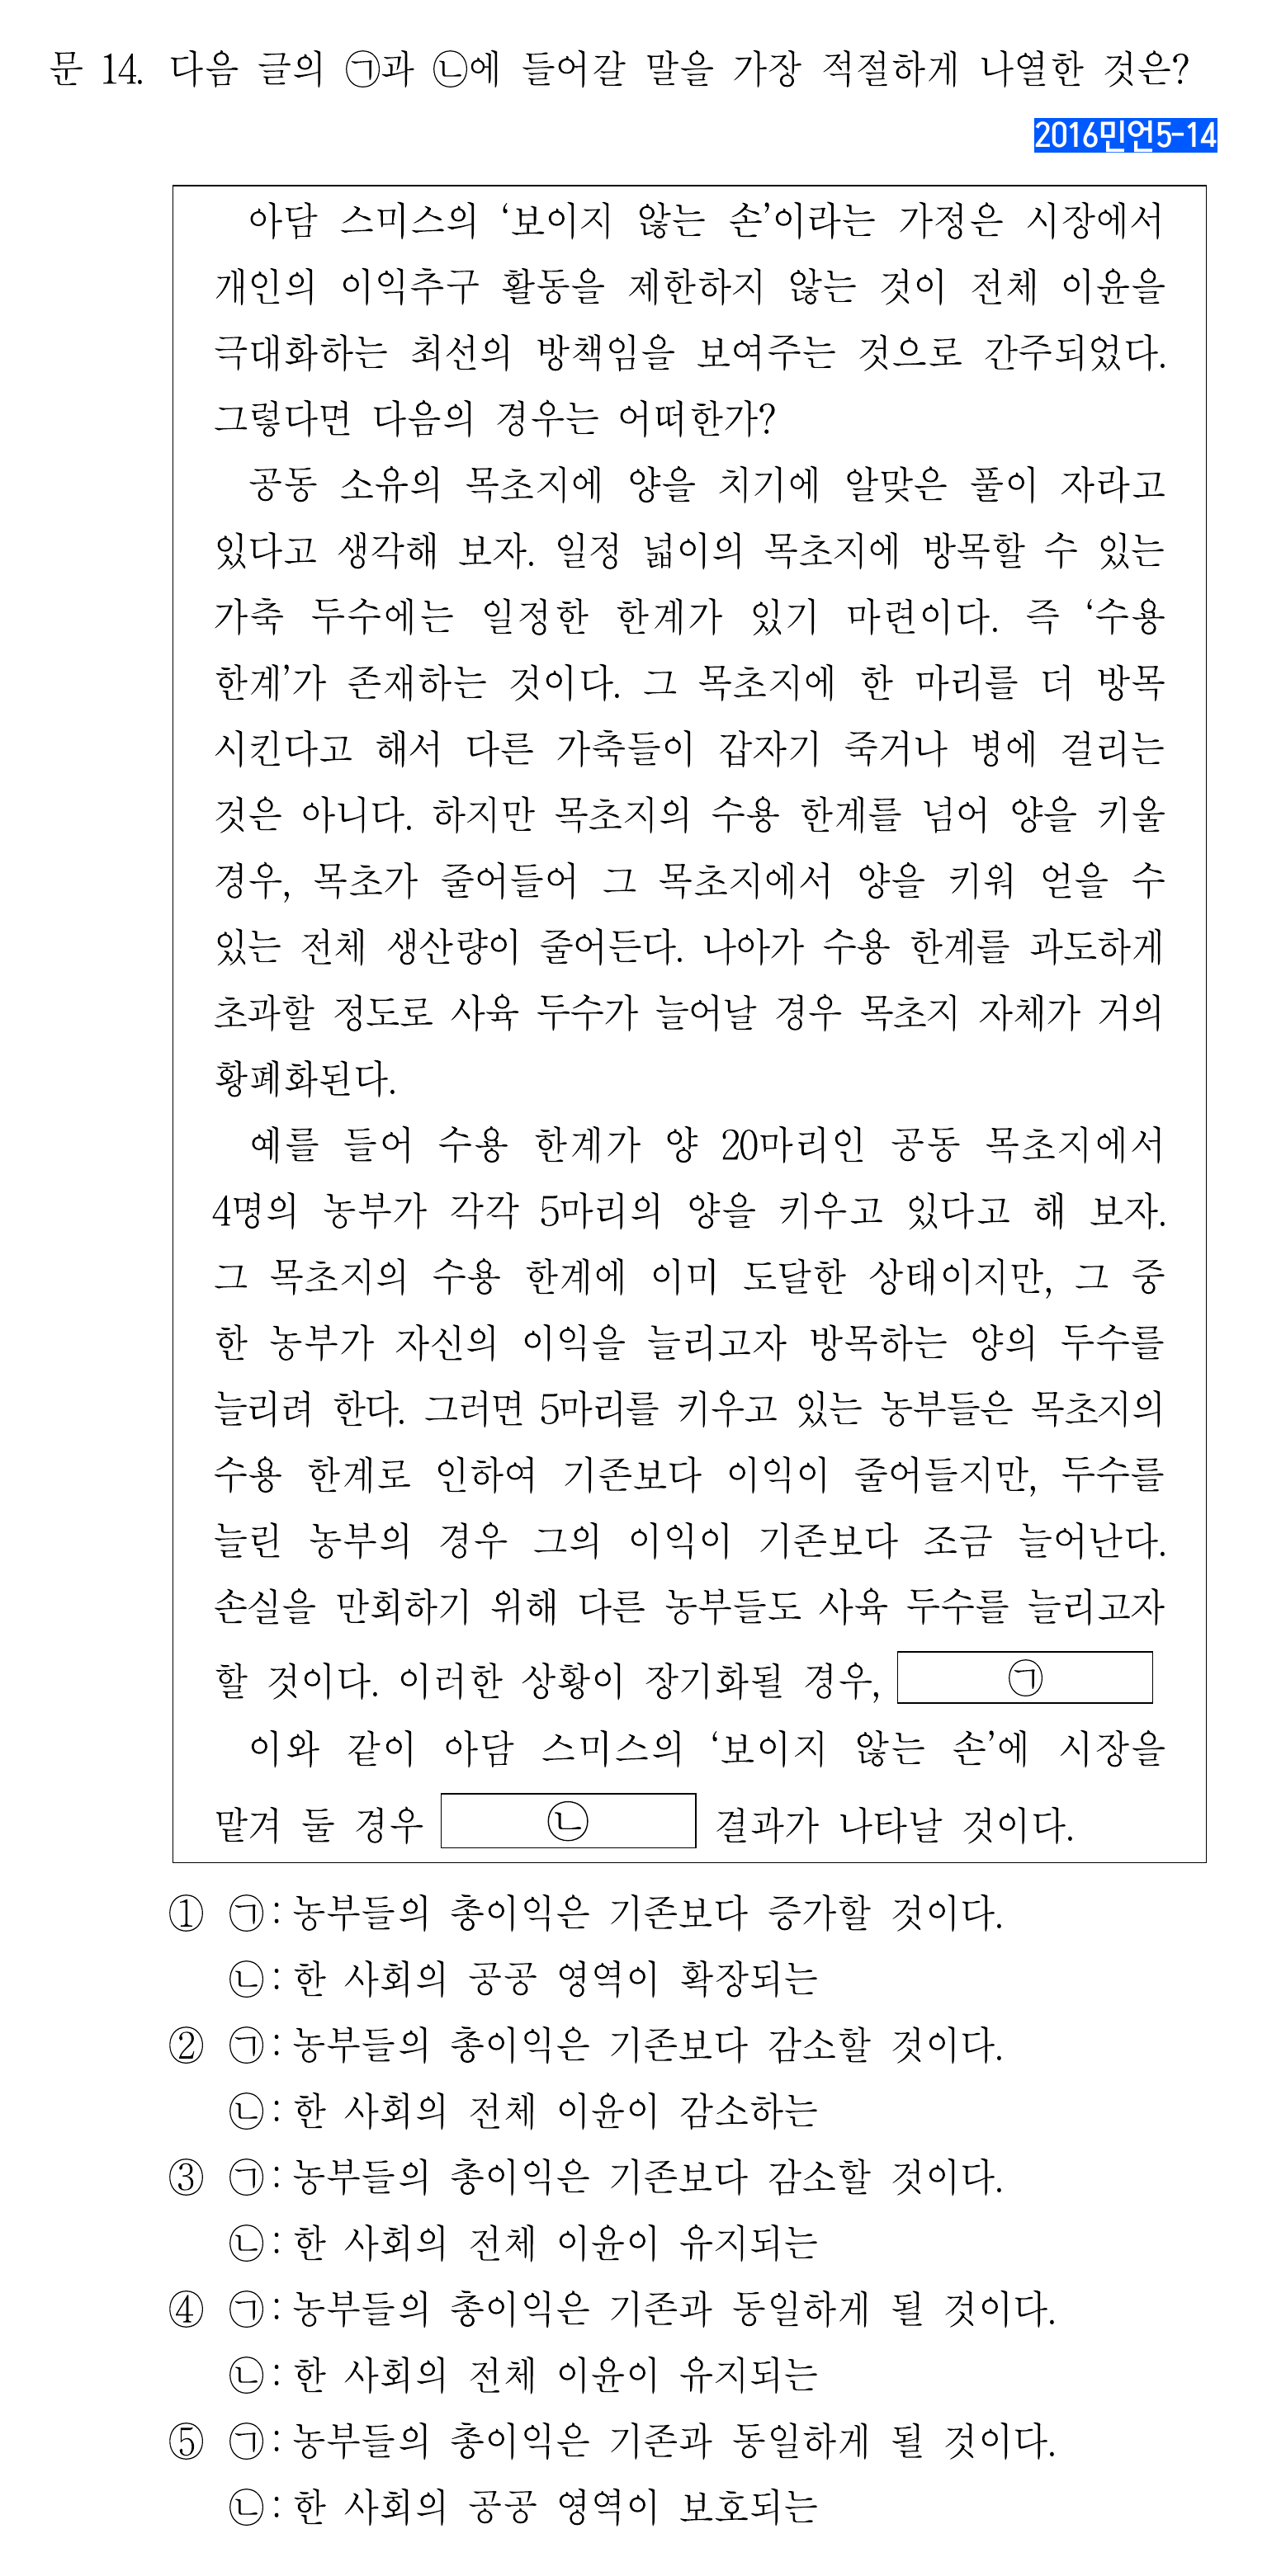 문 14. 다음 글의 ㉠과 ㉡에 들어갈 말을 가장 적절하게 나열한 것은?
2016민언5-14
아담 스미스의 ‘보이지 않는 손’이라는 가정은 시장에서
개인의 이익추구 활동을 제한하지 않는 것이 전체 이윤을
극대화하는 최선의 방책임을 보여주는 것으로 간주되었다.
그렇다면 다음의 경우는 어떠한가?
공동 소유의 목초지에 양을 치기에 알맞은 풀이 자라고
있다고 생각해 보자. 일정 넓이의 목초지에 방목할 수 있는
가축 두수에는 일정한 한계가 있기 마련이다. 즉 ‘수용
한계’가 존재하는 것이다. 그 목초지에 한 마리를 더 방목
시킨다고 해서 다른 가축들이 갑자기 죽거나 병에 걸리는
것은 아니다. 하지만 목초지의 수용 한계를 넘어 양을 키울
경우, 목초가 줄어들어 그 목초지에서 양을 키워 얻을 수
있는 전체 생산량이 줄어든다. 나아가 수용 한계를 과도하게
초과할 정도로 사육 두수가 늘어날 경우 목초지 자체가 거의
황폐화된다.
예를 들어 수용 한계가 양 20마리인 공동 목초지에서
4명의 농부가 각각 5마리의 양을 키우고 있다고 해 보자.
그 목초지의 수용 한계에 이미 도달한 상태이지만, 그 중
한 농부가 자신의 이익을 늘리고자 방목하는 양의 두수를
늘리려 한다. 그러면 5마리를 키우고 있는 농부들은 목초지의
수용 한계로 인하여 기존보다 이익이 줄어들지만, 두수를
늘린 농부의 경우 그의 이익이 기존보다 조금 늘어난다.
손실을 만회하기 위해 다른 농부들도 사육 두수를 늘리고자
할 것이다. 이러한 상황이 장기화될 경우, ㉠
이와 같이 아담 스미스의 ‘보이지 않는 손’에 시장을
맡겨 둘 경우 ㉡ 결과가 나타날 것이다.
① ㉠: 농부들의 총이익은 기존보다 증가할 것이다.
㉡: 한 사회의 공공 영역이 확장되는
② ㉠: 농부들의 총이익은 기존보다 감소할 것이다.
㉡: 한 사회의 전체 이윤이 감소하는
③ ㉠: 농부들의 총이익은 기존보다 감소할 것이다.
㉡: 한 사회의 전체 이윤이 유지되는
④ ㉠: 농부들의 총이익은 기존과 동일하게 될 것이다.
㉡: 한 사회의 전체 이윤이 유지되는
⑤ ㉠: 농부들의 총이익은 기존과 동일하게 될 것이다.
㉡: 한 사회의 공공 영역이 보호되는